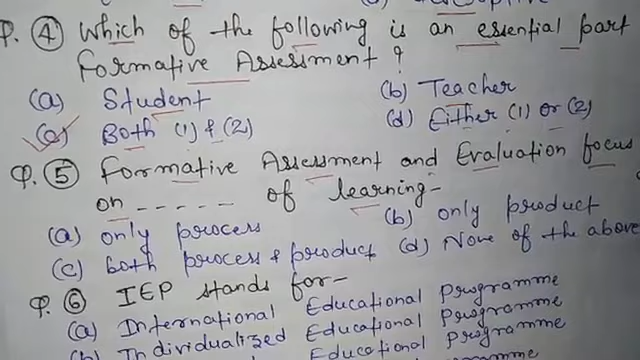 Q. ④ Which of the following is an essential part
Formative Assessment ?
(a) Student (b) Teacher
(c) Both (1) & (2) (d) Either (1) or (2)
Q. ⑤ Formative Assessment and Evaluation focus
on _ _ _ _ _ of learning-
(a) only process (b) only product
(c) both process & product (d) None of the above
Q. ⑥ IEP stands for-
(a) International Educational programme
(b) Individualized Educational programme
Educational programme